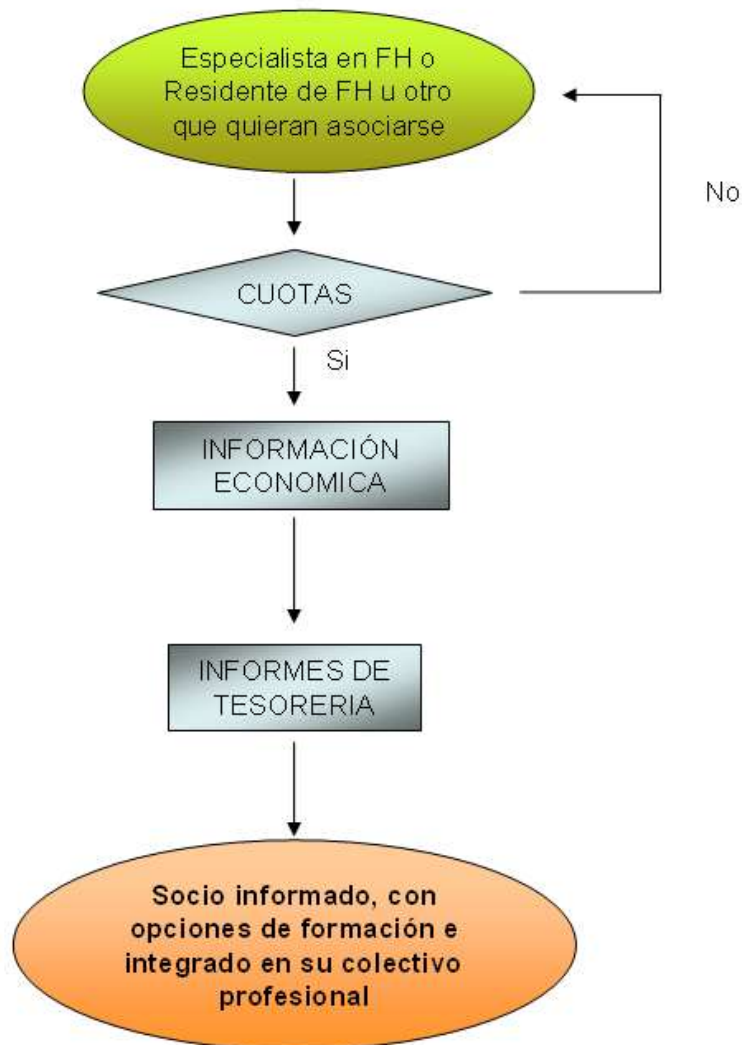 Especialista en FH o
Residente de FH u otro
que quieran asociarse
No
CUOTAS
Si
INFORMACIÓN
ECONOMICA
INFORMES DE
TESORERIA
Socio informado, con
opciones de formación e
integrado en su colectivo
profesional